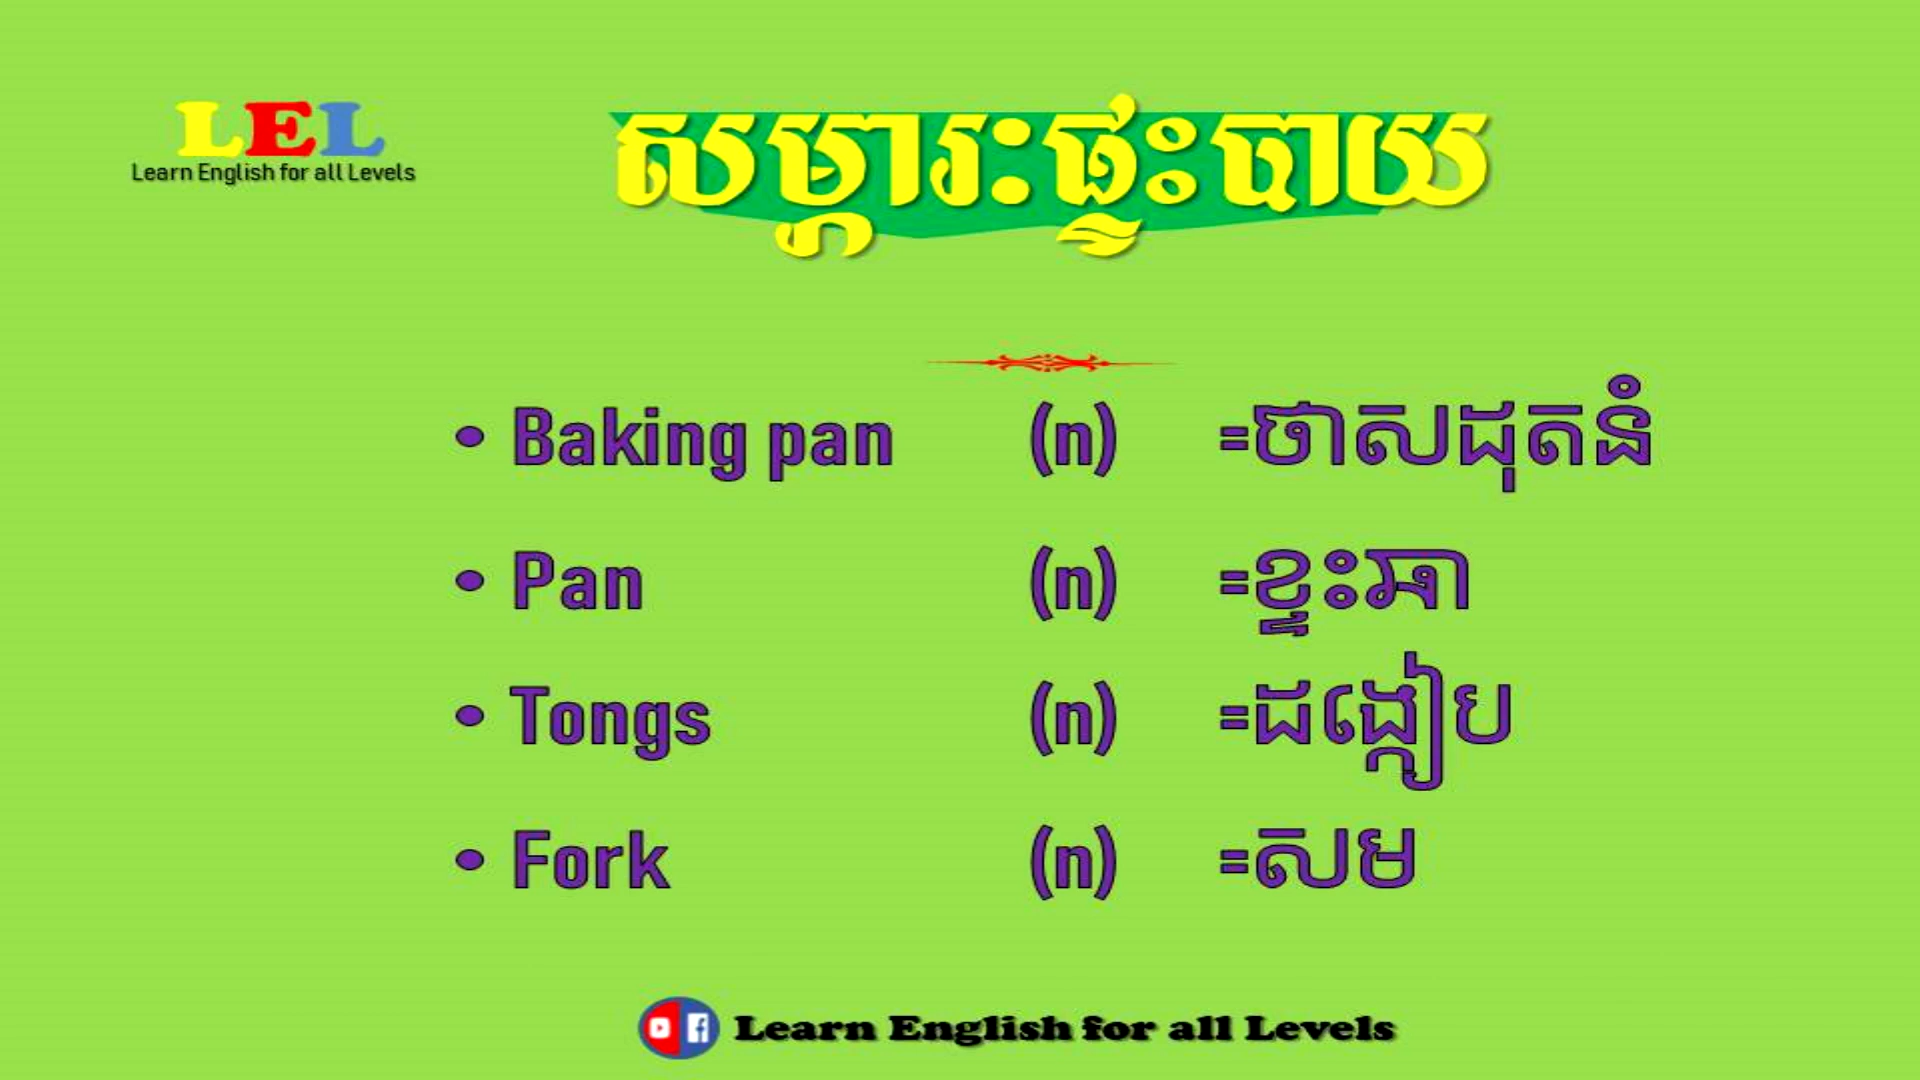 LEL
Learn English for all Levels
សម្ភារៈផ្ទះបាយ
• Baking pan (n) =ថាសដុតនំ
• Pan (n) =ខ្ទះឆា
• Tongs (n) =ដង្កៀប
• Fork (n) =សម
Learn English for all Levels